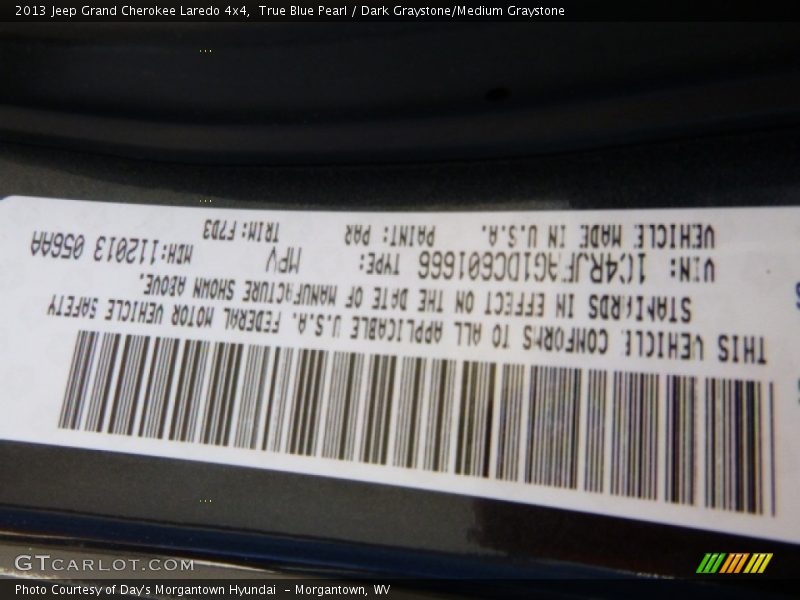 2013 Jeep Grand Cherokee Laredo 4x4,  True Blue Pearl / Dark Graystone/Medium Graystone
THIS VEHICLE CONFORMS TO ALL APPLICABLE U.S.A. FEDERAL MOTOR VEHICLE SAFETY
STANDARDS IN EFFECT ON THE DATE OF MANUFACTURE SHOWN ABOVE.
VIN: 1C4RJFAG1DC601666 TYPE: MPV MDH:112013 056AA
VEHICLE MADE IN U.S.A. PAINT: PAR TRIM: F7D3
GTCARLOT.COM
Photo Courtesy of Day's Morgantown Hyundai  - Morgantown, WV